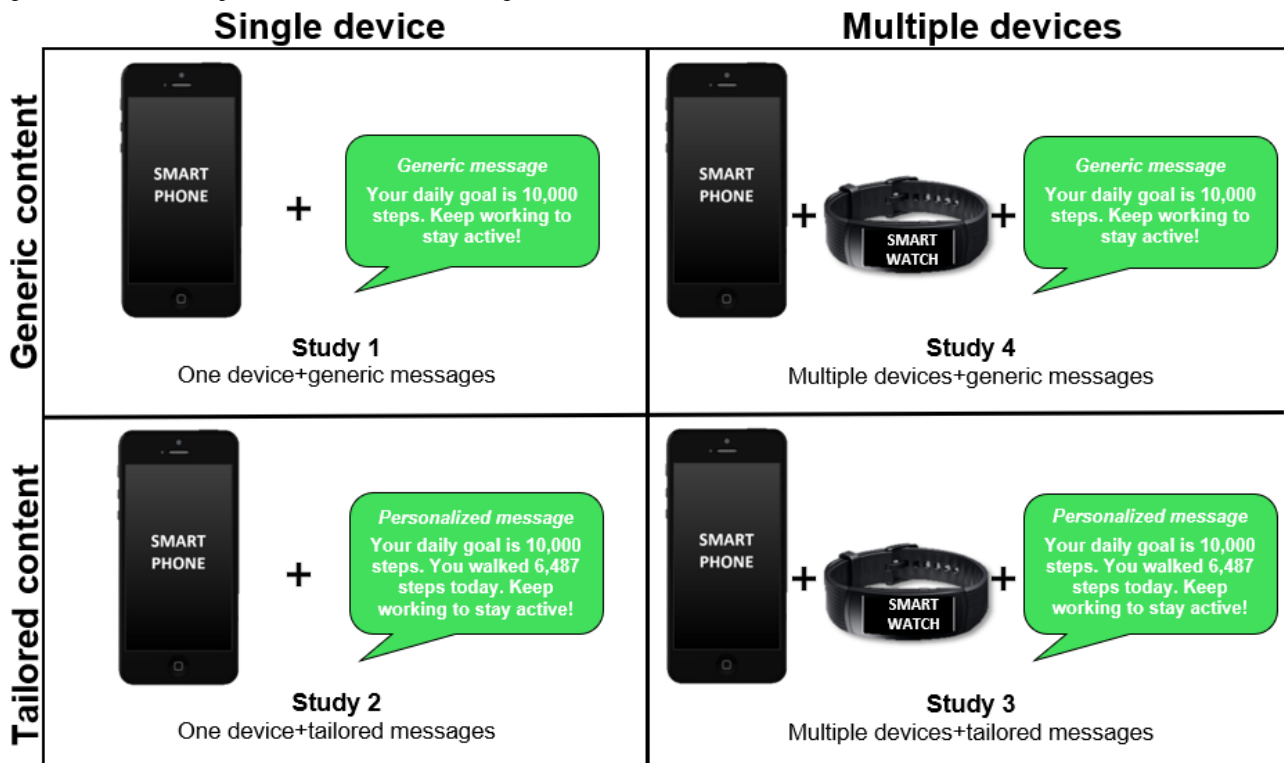 Single device
Multiple devices
Generic content
SMART
PHONE
+
Generic message
Your daily goal is 10,000
steps. Keep working to
stay active!
Study 1
One device+generic messages
SMART
PHONE
+
SMART
WATCH
+
Generic message
Your daily goal is 10,000
steps. Keep working to
stay active!
Study 4
Multiple devices+generic messages
Tailored content
SMART
PHONE
+
Personalized message
Your daily goal is 10,000
steps. You walked 6,487
steps today. Keep
working to stay active!
Study 2
One device+tailored messages
SMART
PHONE
+
SMART
WATCH
+
Personalized message
Your daily goal is 10,000
steps. You walked 6,487
steps today. Keep
working to stay active!
Study 3
Multiple devices+tailored messages